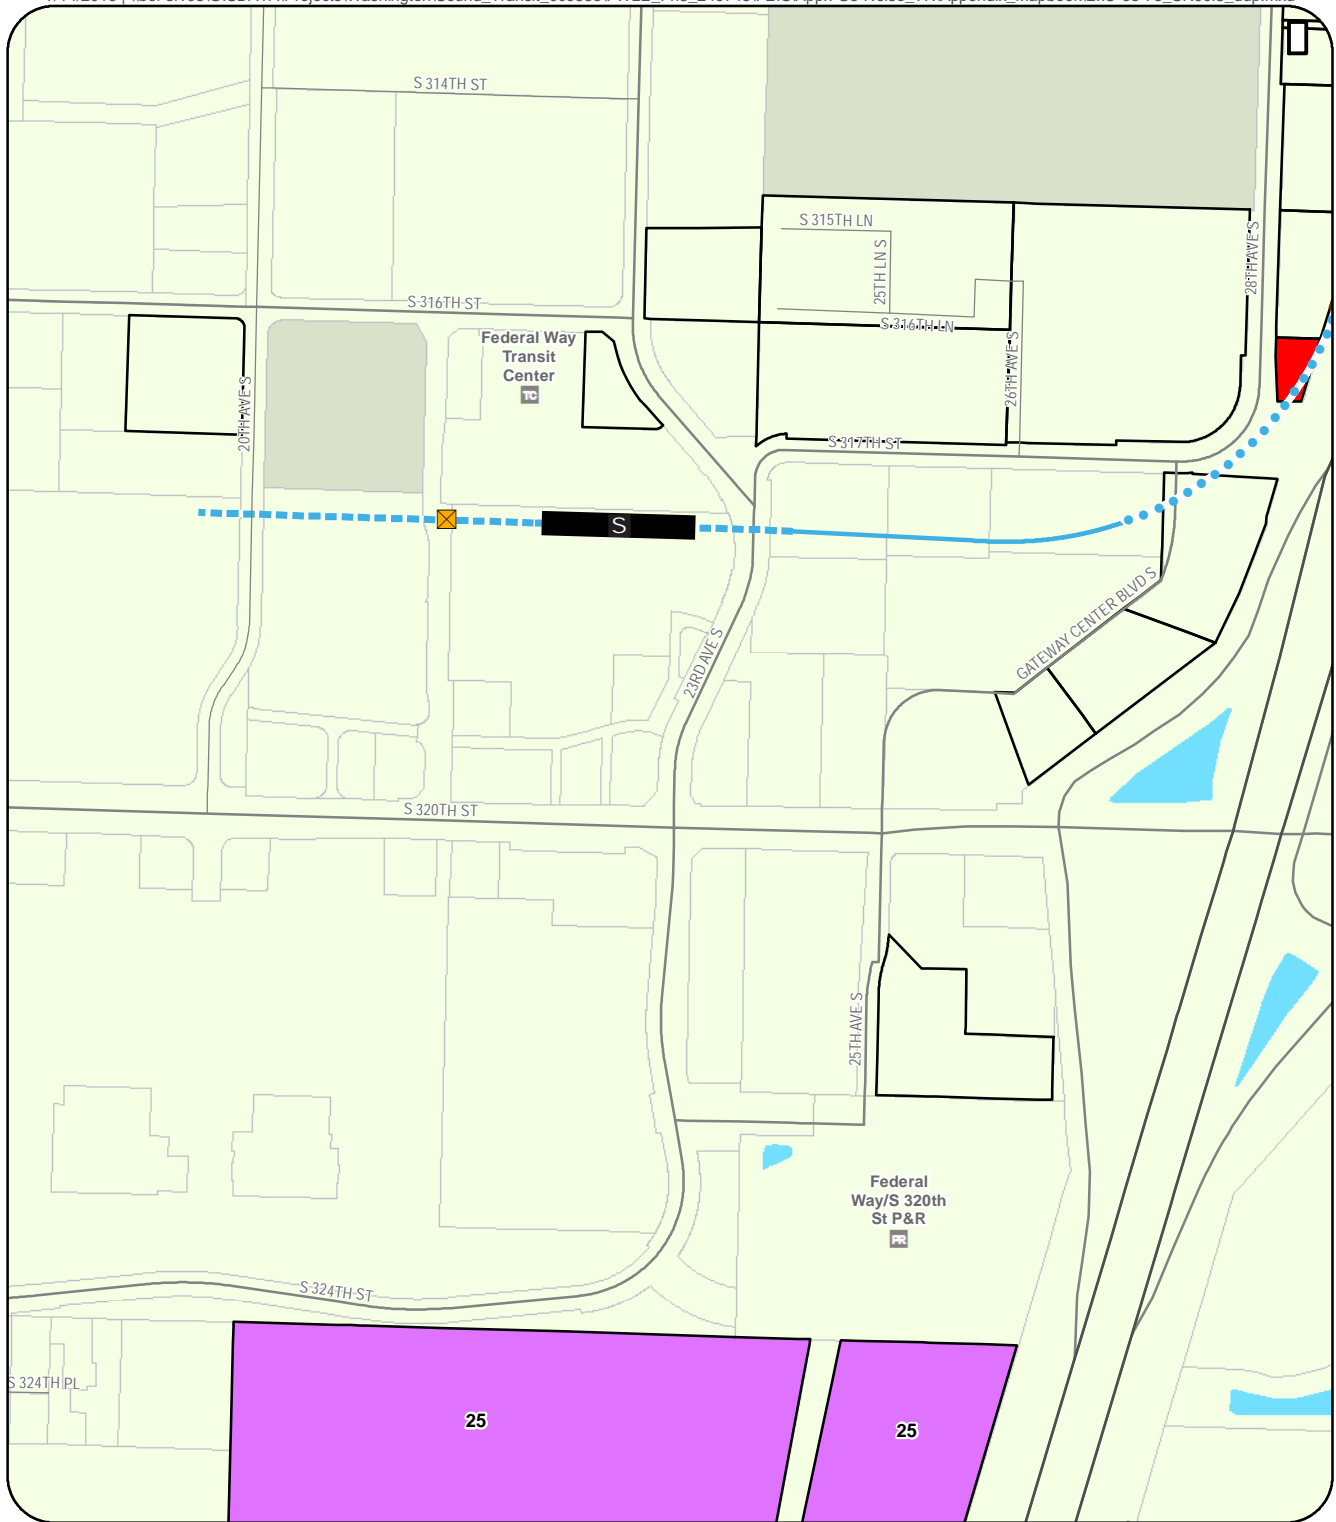 S 314TH ST
S 315TH LN
25TH LN S
28TH AVE S
S 316TH ST
S 316TH LN
Federal Way
Transit
Center
TC
26TH AVE S
20TH AVE S
S 317TH ST
S
GATEWAY CENTER BLVD S
23RD AVE S
S 320TH ST
25TH AVE S
Federal
Way/S 320th
St P&R
PR
S 324TH ST
S 324TH PL
25
25